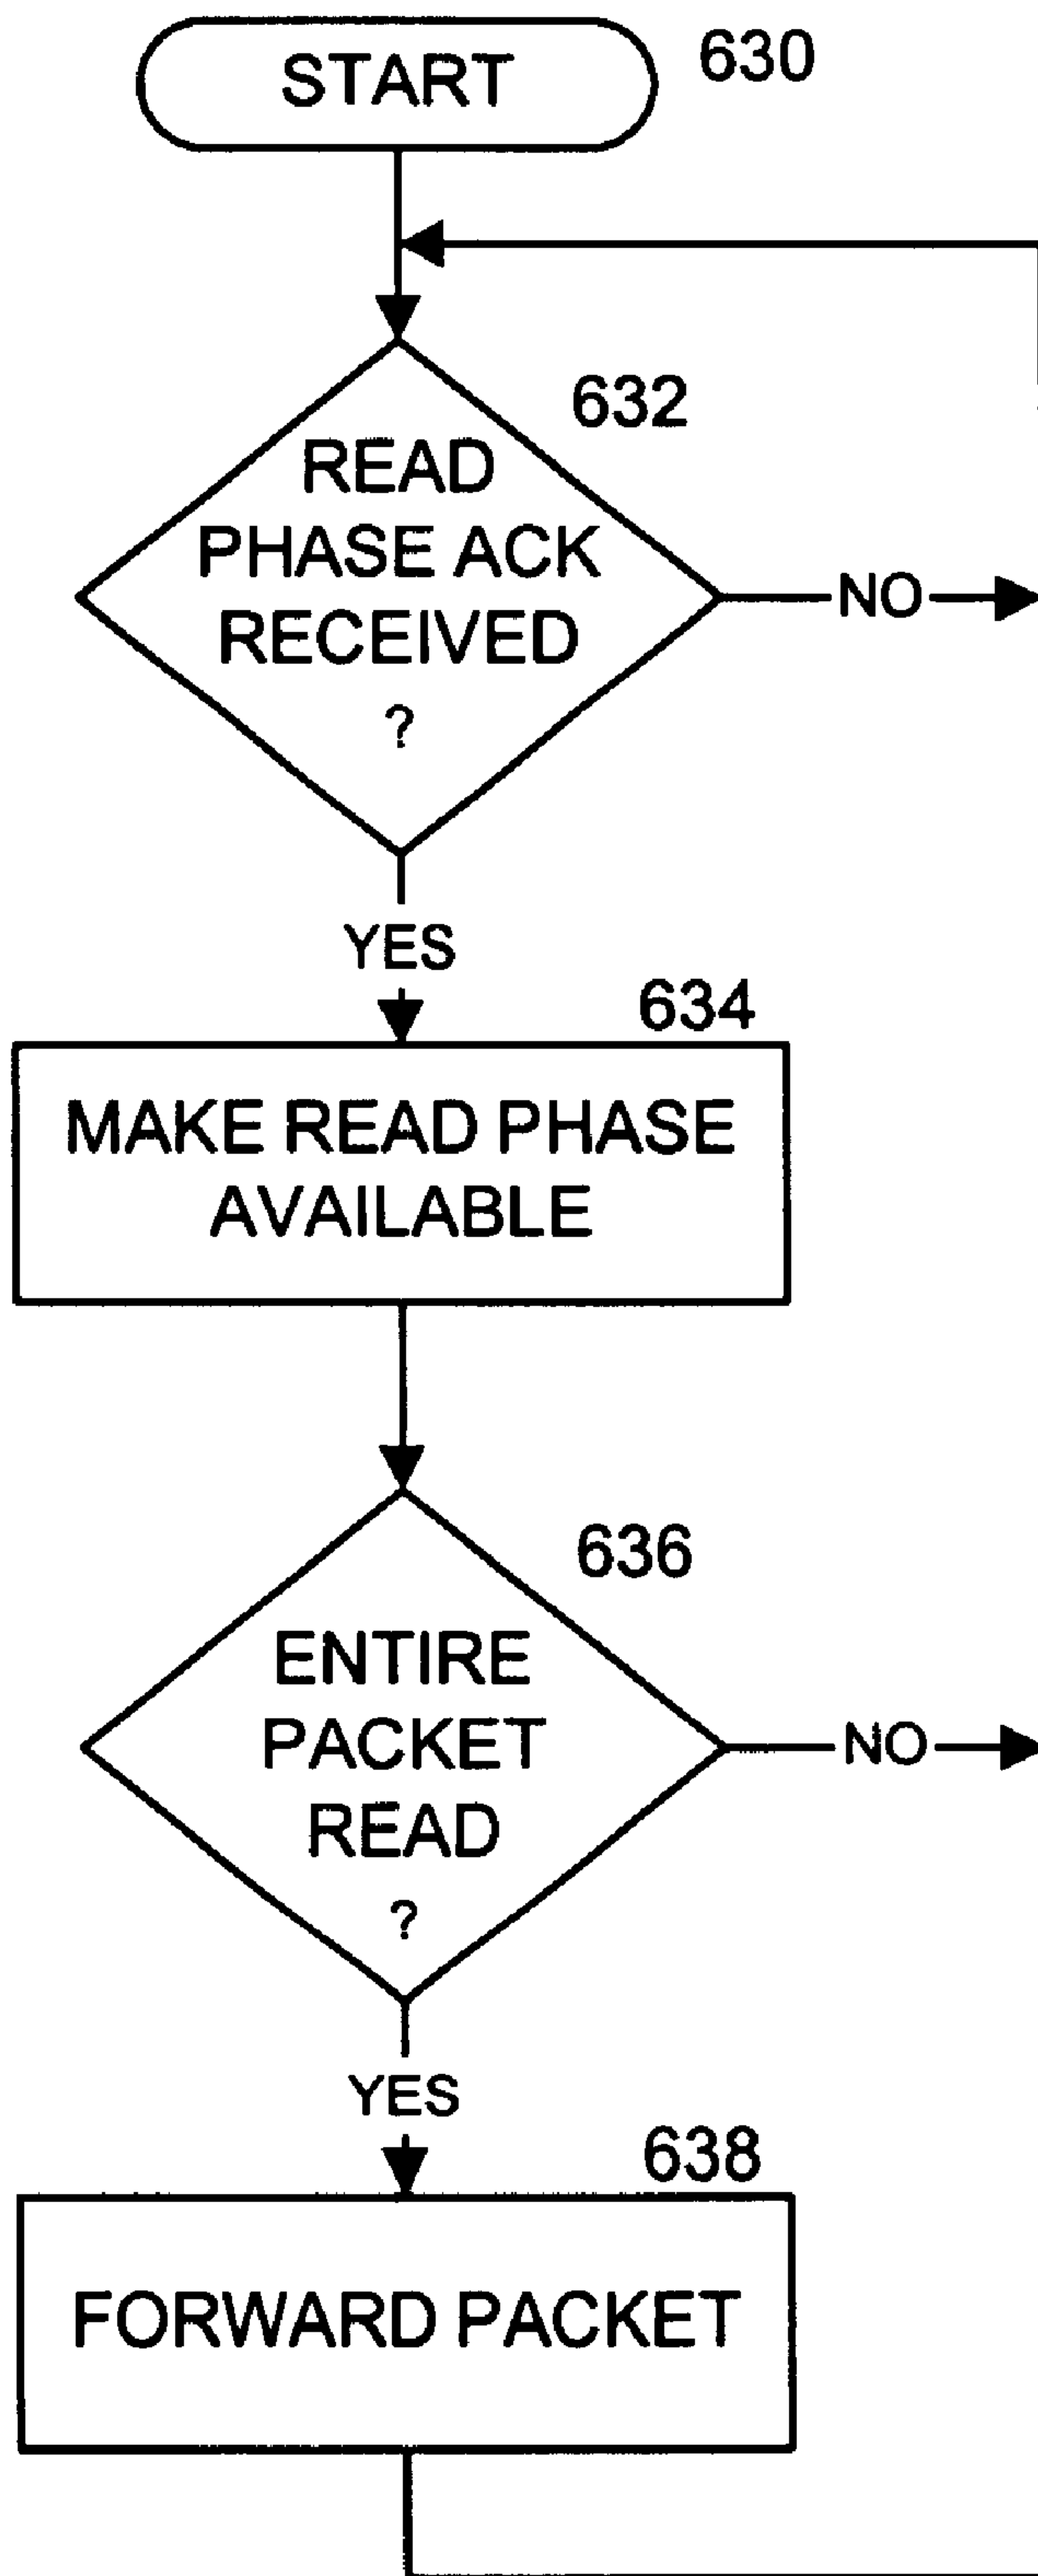 START
630
632
READ
PHASE ACK
RECEIVED
?
NO
YES
634
MAKE READ PHASE
AVAILABLE
636
ENTIRE
PACKET
READ
?
NO
YES
638
FORWARD PACKET